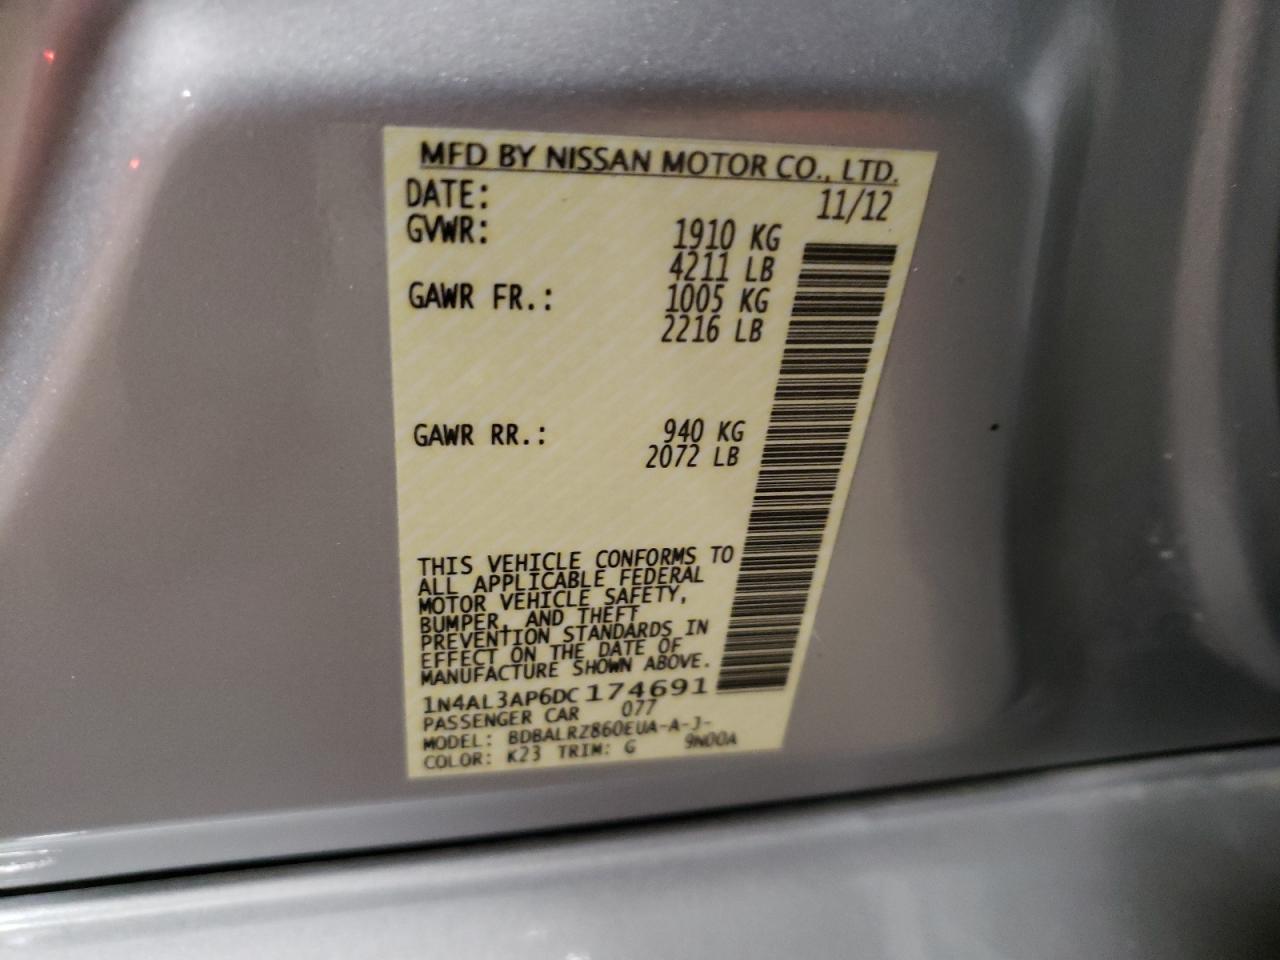 MFD BY NISSAN MOTOR CO., LTD.
DATE: 11/12
GVWR: 1910 KG
4211 LB
GAWR FR.: 1005 KG
2216 LB
GAWR RR.: 940 KG
2072 LB
THIS VEHICLE CONFORMS TO
ALL APPLICABLE FEDERAL
MOTOR VEHICLE SAFETY,
BUMPER, AND THEFT
PREVENTION STANDARDS IN
EFFECT ON THE DATE OF
MANUFACTURE SHOWN ABOVE.
1N4AL3AP6DC174691
PASSENGER CAR 077
MODEL: BDBALRZ860EUA-A-J-
COLOR: K23 TRIM: G 9N00A